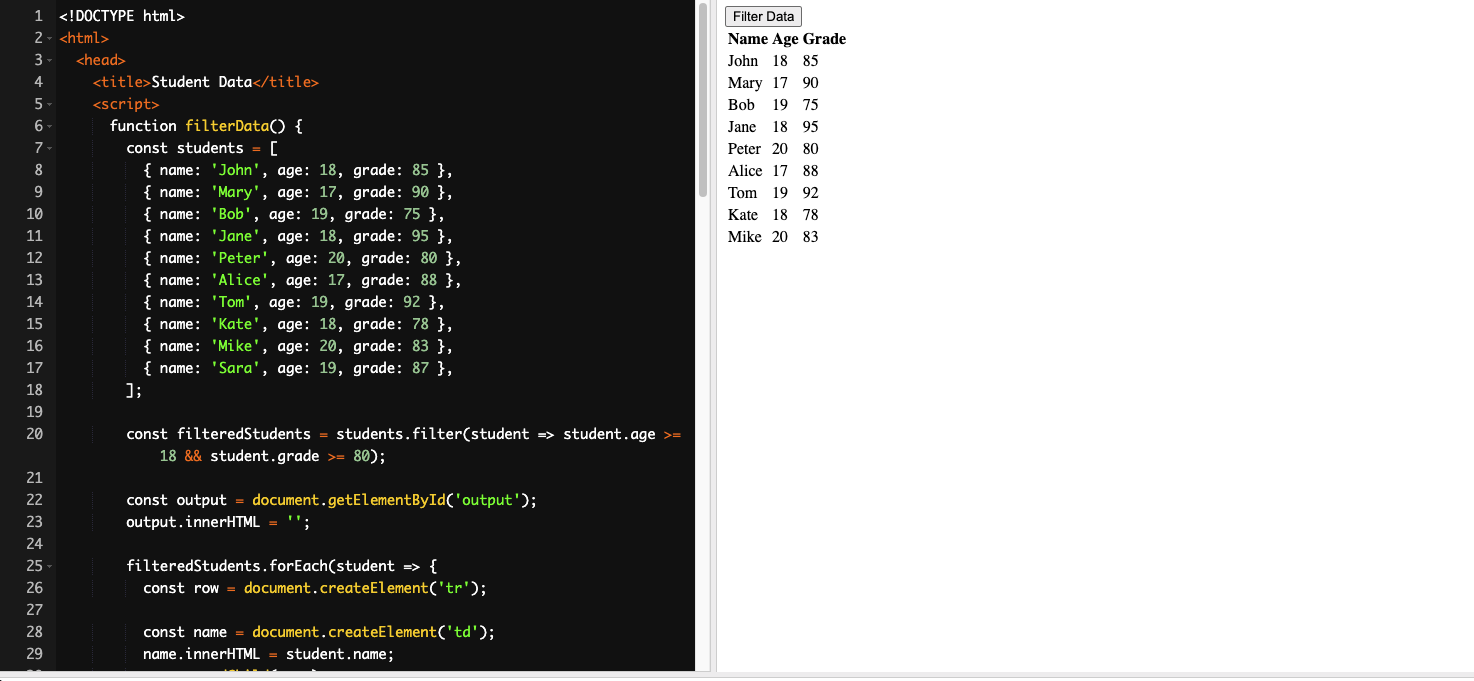 1 <!DOCTYPE html>
2 <html>
3 <head>
4 <title>Student Data</title>
5 <script>
6 function filterData() {
7 const students = [
8 { name: 'John', age: 18, grade: 85 },
9 { name: 'Mary', age: 17, grade: 90 },
10 { name: 'Bob', age: 19, grade: 75 },
11 { name: 'Jane', age: 18, grade: 95 },
12 { name: 'Peter', age: 20, grade: 80 },
13 { name: 'Alice', age: 17, grade: 88 },
14 { name: 'Tom', age: 19, grade: 92 },
15 { name: 'Kate', age: 18, grade: 78 },
16 { name: 'Mike', age: 20, grade: 83 },
17 { name: 'Sara', age: 19, grade: 87 },
18 ];
19
20 const filteredStudents = students.filter(student => student.age >=
18 && student.grade >= 80);
21
22 const output = document.getElementById('output');
23 output.innerHTML = '';
24
25 filteredStudents.forEach(student => {
26 const row = document.createElement('tr');
27
28 const name = document.createElement('td');
29 name.innerHTML = student.name;
Filter Data
Name Age Grade
John 18 85
Mary 17 90
Bob 19 75
Jane 18 95
Peter 20 80
Alice 17 88
Tom 19 92
Kate 18 78
Mike 20 83